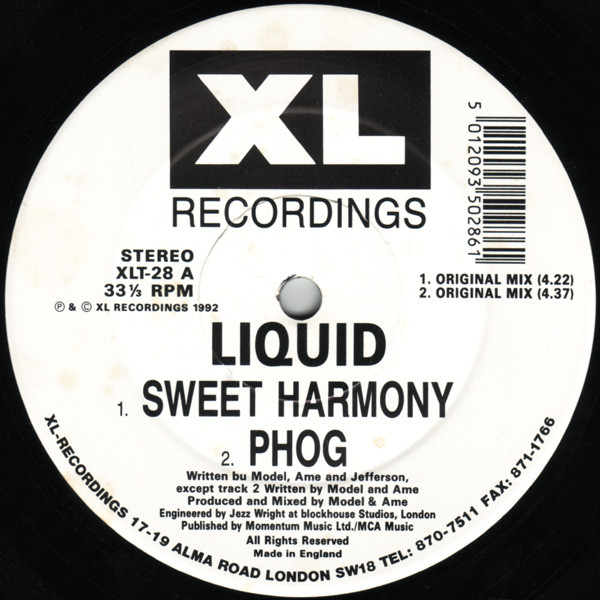 XL
RECORDINGS
5 012093 502861
STEREO
XLT-28 A
33⅓ RPM
℗ & © XL RECORDINGS 1992
1. ORIGINAL MIX (4.22)
2. ORIGINAL MIX (4.37)
LIQUID
1. SWEET HARMONY
2. PHOG
Written bu Model, Ame and Jefferson,
except track 2 Written by Model and Ame
Produced and Mixed by Model & Ame
Engineered by Jezz Wright at blockhouse Studios, London
Published by Momentum Music Ltd./MCA Music
All Rights Reserved
Made in England
XL-RECORDINGS 17-19 ALMA ROAD LONDON SW18 TEL: 870-7511 FAX: 871-1766